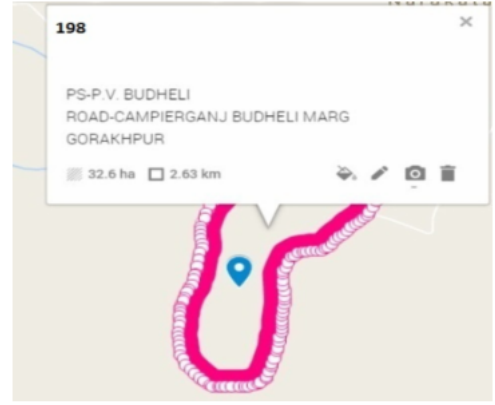 198
PS-P.V. BUDHELI
ROAD-CAMPIERGANJ BUDHELI MARG
GORAKHPUR
32.6 ha 2.63 km